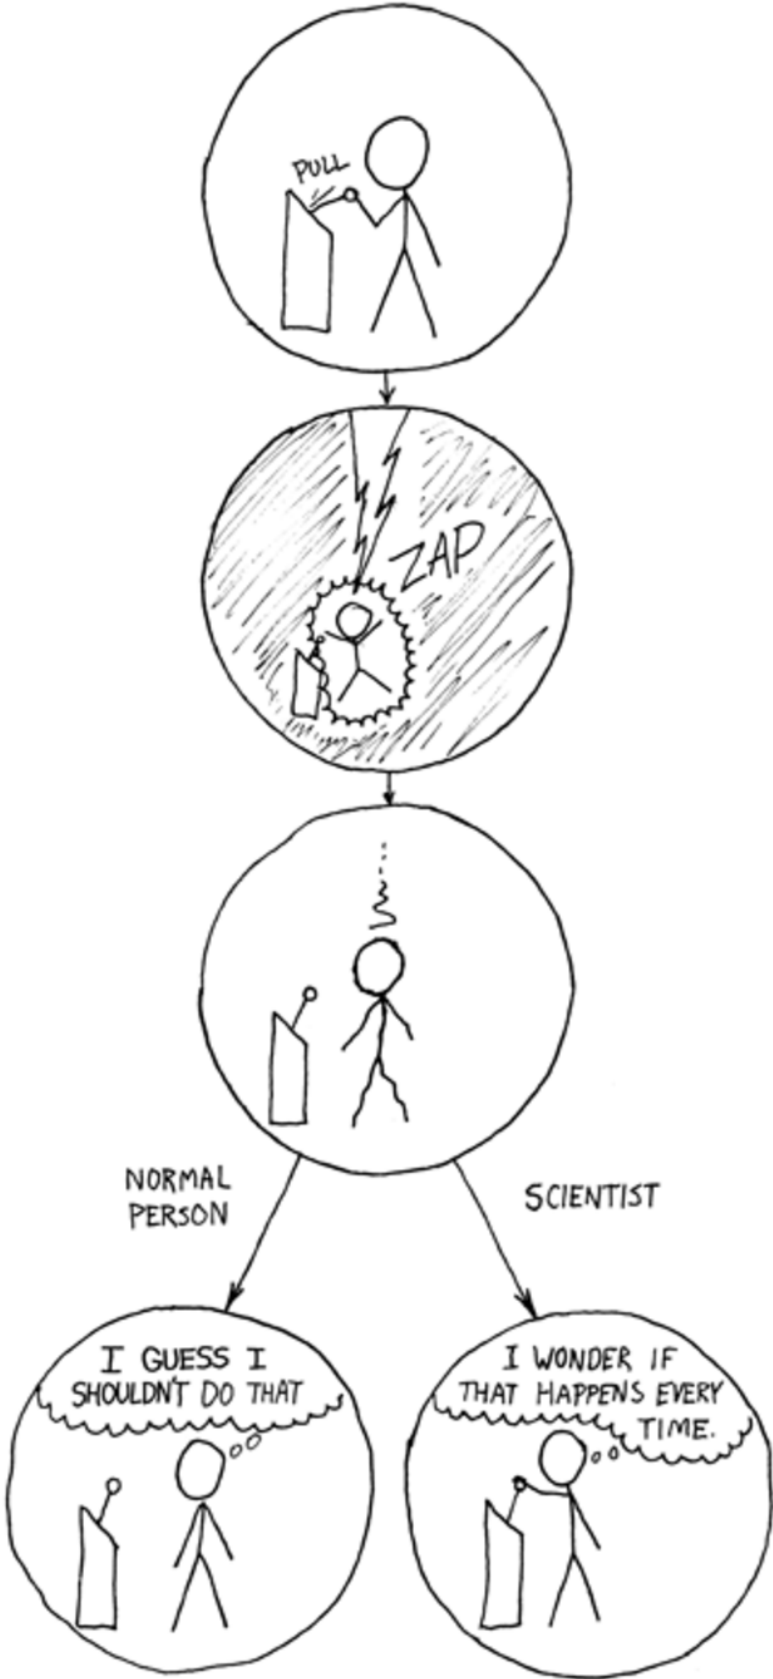 PULL
ZAP
NORMAL
PERSON
SCIENTIST
I GUESS I
SHOULDN'T DO THAT
I WONDER IF
THAT HAPPENS EVERY
TIME.